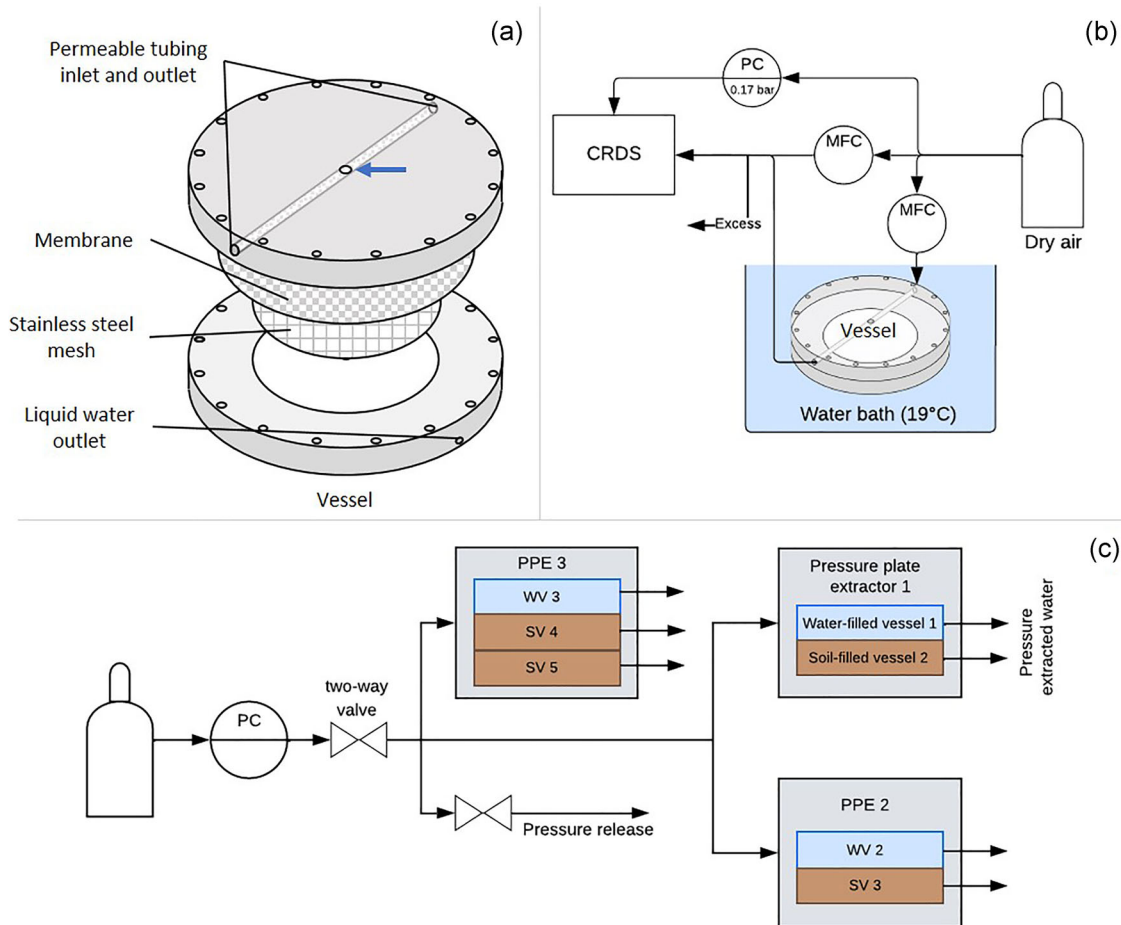 (a)
Permeable tubing
inlet and outlet
Membrane
Stainless steel
mesh
Liquid water
outlet
Vessel
(b)
PC
0.17 bar
CRDS
MFC
MFC
Excess
Dry air
Vessel
Water bath (19°C)
(c)
PPE 3
WV 3
SV 4
SV 5
Pressure plate
extractor 1
Water-filled vessel 1
Soil-filled vessel 2
Pressure
extracted water
two-way
valve
PC
Pressure release
PPE 2
WV 2
SV 3